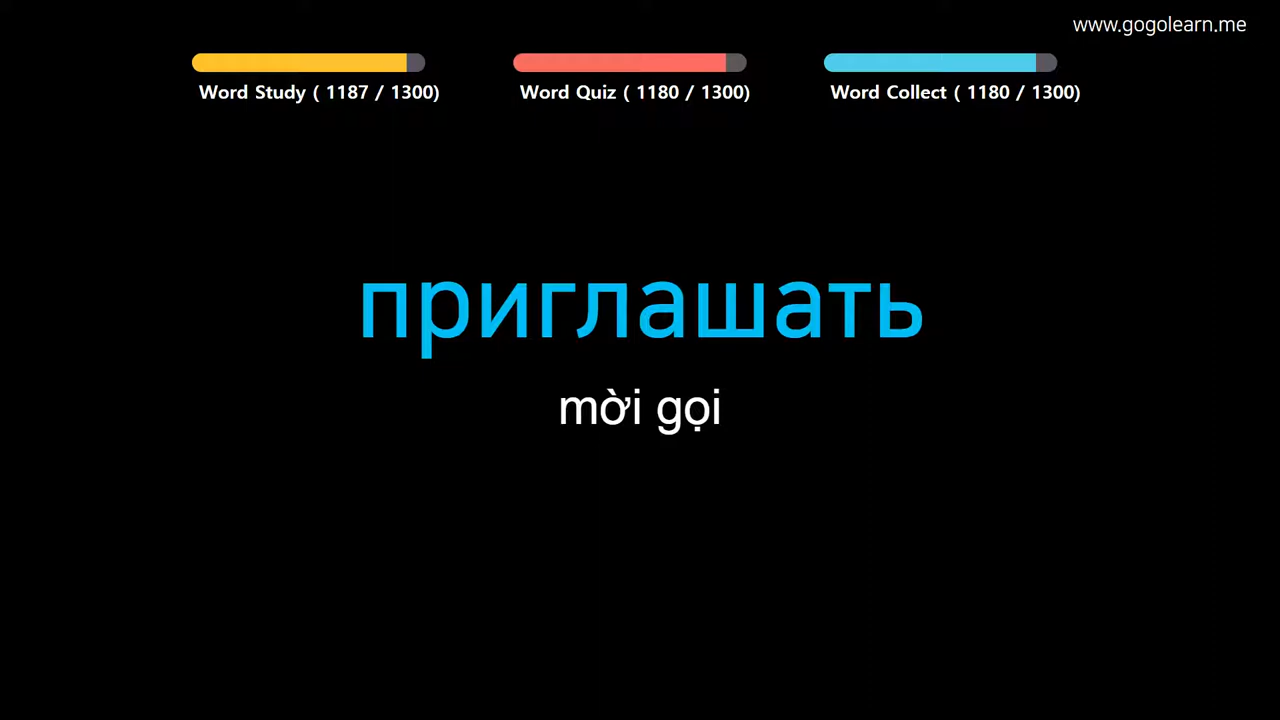 www.gogolearn.me
Word Study ( 1187 / 1300)
Word Quiz ( 1180 / 1300)
Word Collect ( 1180 / 1300)
приглашать
mời gọi